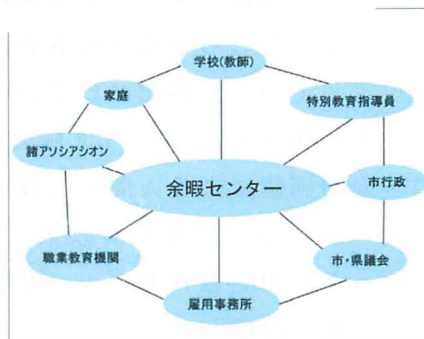 学校(教師)
家庭
特別教育指導員
諸アソシアシオン
余暇センター
市行政
職業教育機関
市・県議会
雇用事務所